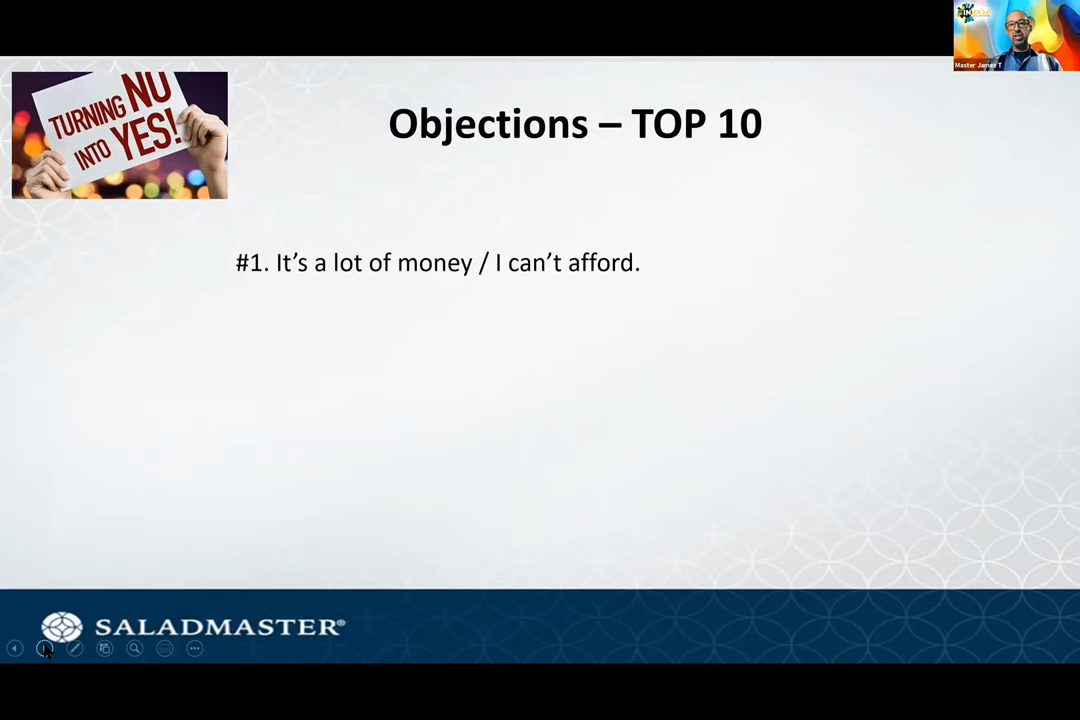 TURNING NO
INTO YES!
Objections – TOP 10
#1. It’s a lot of money / I can’t afford.
SALADMASTER®
Master James T